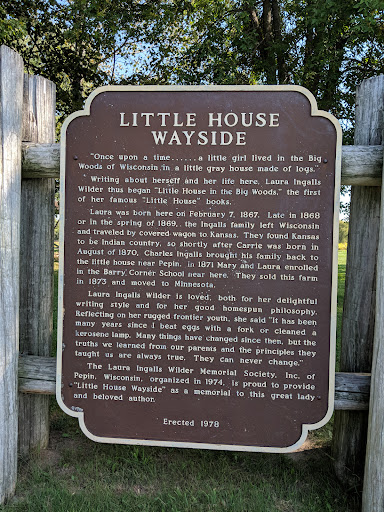 LITTLE HOUSE
WAYSIDE
"Once upon a time......a little girl lived in the Big
Woods of Wisconsin, in a little gray house made of logs."
Writing about herself and her life here, Laura Ingalls
Wilder thus began "Little House in the Big Woods," the first
of her famous "Little House" books.
Laura was born here on February 7, 1867. Late in 1868
or in the spring of 1869, the Ingalls family left Wisconsin
and traveled by covered wagon to Kansas. They found Kansas
to be Indian country, so shortly after Carrie was born in
August of 1870, Charles Ingalls brought his family back to
the little house near Pepin. In 1871 Mary and Laura enrolled
in the Barry Corner School near here. They sold this farm
in 1873 and moved to Minnesota.
Laura Ingalls Wilder is loved, both for her delightful
writing style and for her good homespun philosophy.
Reflecting on her rugged frontier youth, she said "It has been
many years since I beat eggs with a fork or cleaned a
kerosene lamp. Many things have changed since then, but the
truths we learned from our parents and the principles they
taught us are always true. They can never change."
The Laura Ingalls Wilder Memorial Society, Inc. of
Pepin, Wisconsin, organized in 1974, is proud to provide
"Little House Wayside" as a memorial to this great lady
and beloved author.
Erected 1978